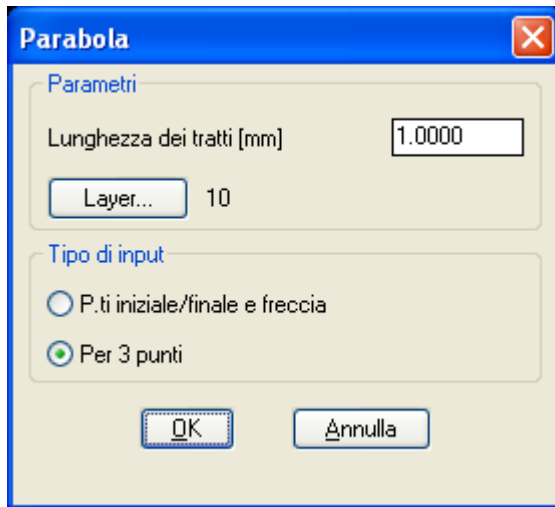 Parabola
Parametri
Lunghezza dei tratti [mm] 1.0000
Layer... 10
Tipo di input
P.ti iniziale/finale e freccia
Per 3 punti
OK Annulla